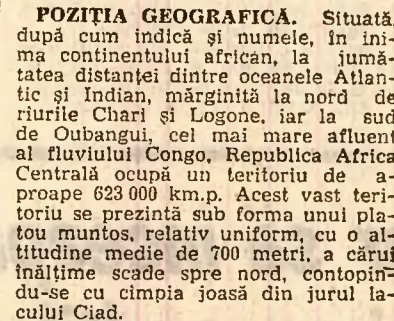 POZIȚIA GEOGRAFICĂ. Situată,
după cum indică și numele, în ini-
ma continentului african, la jumă-
tatea distanței dintre oceanele Atlan-
tic și Indian, mărginită la nord de
rîurile Chari și Logone, iar la sud
de Oubangui, cel mai mare afluent
al fluviului Congo, Republica Africa
Centrală ocupă un teritoriu de a-
proape 623 000 km.p. Acest vast teri-
toriu se prezintă sub forma unui pla-
tou muntos, relativ uniform, cu o al-
titudine medie de 700 metri, a cărui
înălțime scade spre nord, contopin-
du-se cu cîmpia joasă din jurul la-
cului Ciad.